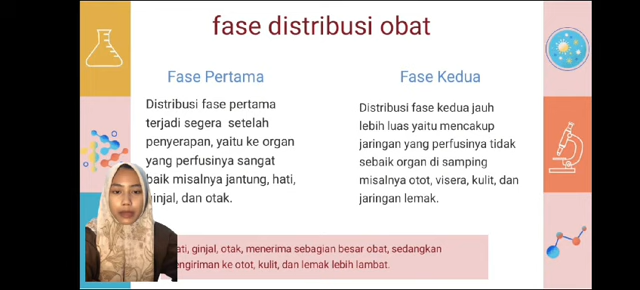 fase distribusi obat
Fase Pertama
Distribusi fase pertama
terjadi segera setelah
penyerapan, yaitu ke organ
yang perfusinya sangat
baik misalnya jantung, hati,
ginjal, dan otak.
Fase Kedua
Distribusi fase kedua jauh
lebih luas yaitu mencakup
jaringan yang perfusinya tidak
sebaik organ di samping
misalnya otot, visera, kulit, dan
jaringan lemak.
ati, ginjal, otak, menerima sebagian besar obat, sedangkan
engiriman ke otot, kulit, dan lemak lebih lambat.